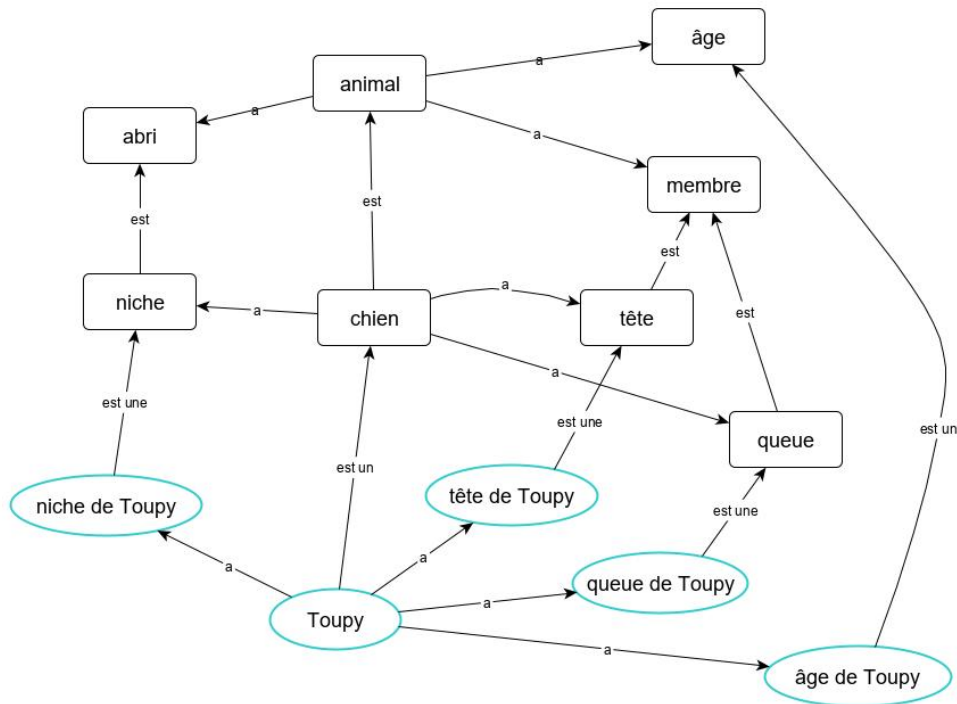 âge
a
animal
a
abri
a
membre
est
est
est
niche
a
chien
a
tête
est
a
est une
est une
queue
est un
est un
niche de Toupy
tête de Toupy
est une
a
a
queue de Toupy
a
Toupy
a
âge de Toupy